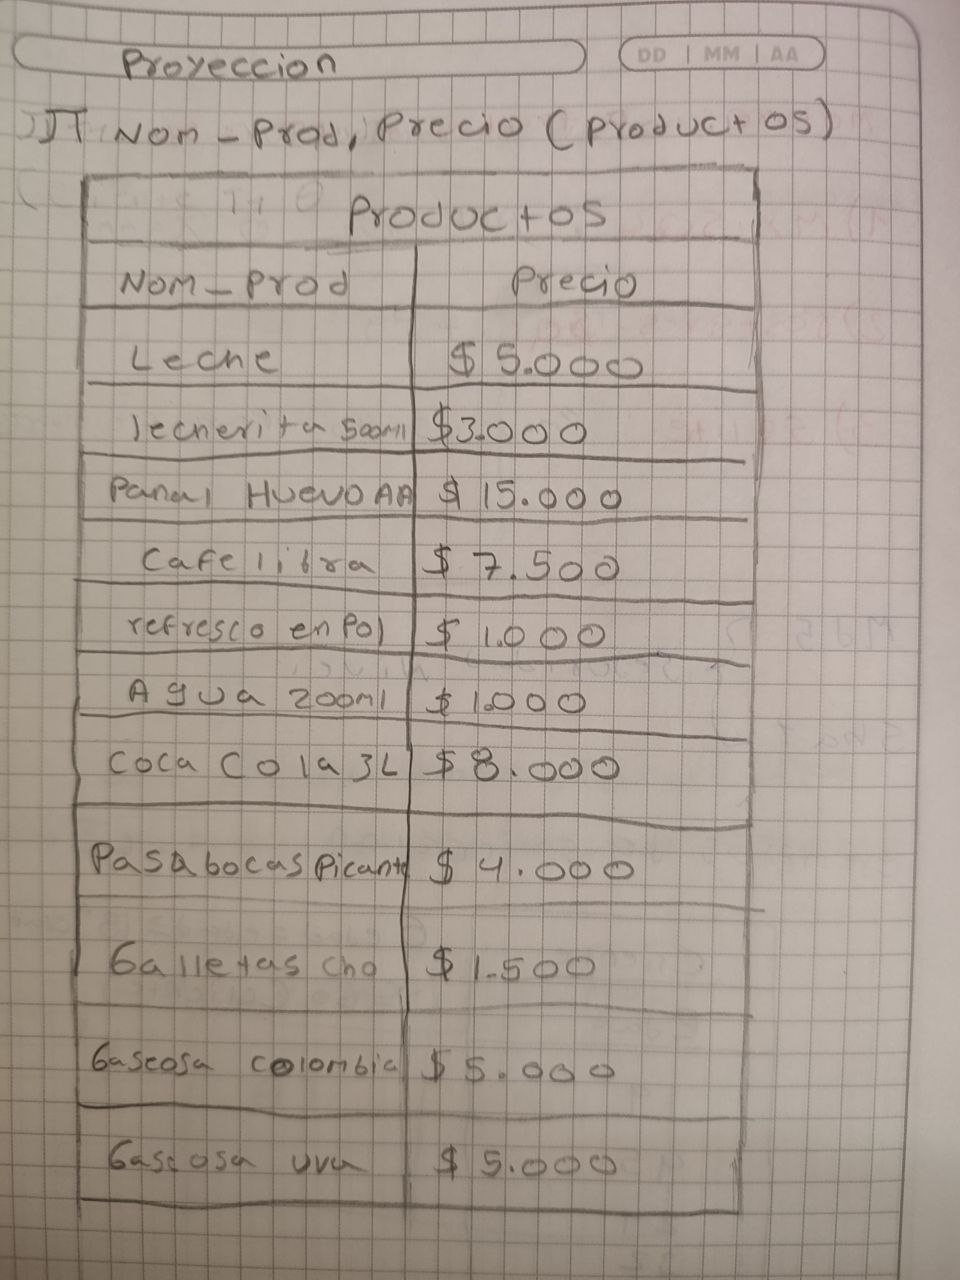 Proyeccion
DD | MM | AA
π Nom-Prod, Precio (Productos)
Productos
Nom-Prod Precio
Leche $ 5.000
lecherita 500ml $3.000
Panal HuevO AA $ 15.000
Cafe libra $ 7.500
refresco en Pol $ 1.000
Agua 200ml $ 1.000
Coca Cola 3L $ 8.000
Pasabocas Picante $ 4.000
Galletas cho $ 1.500
Gaseosa colombia $ 5.000
Gaseosa uva $ 5.000